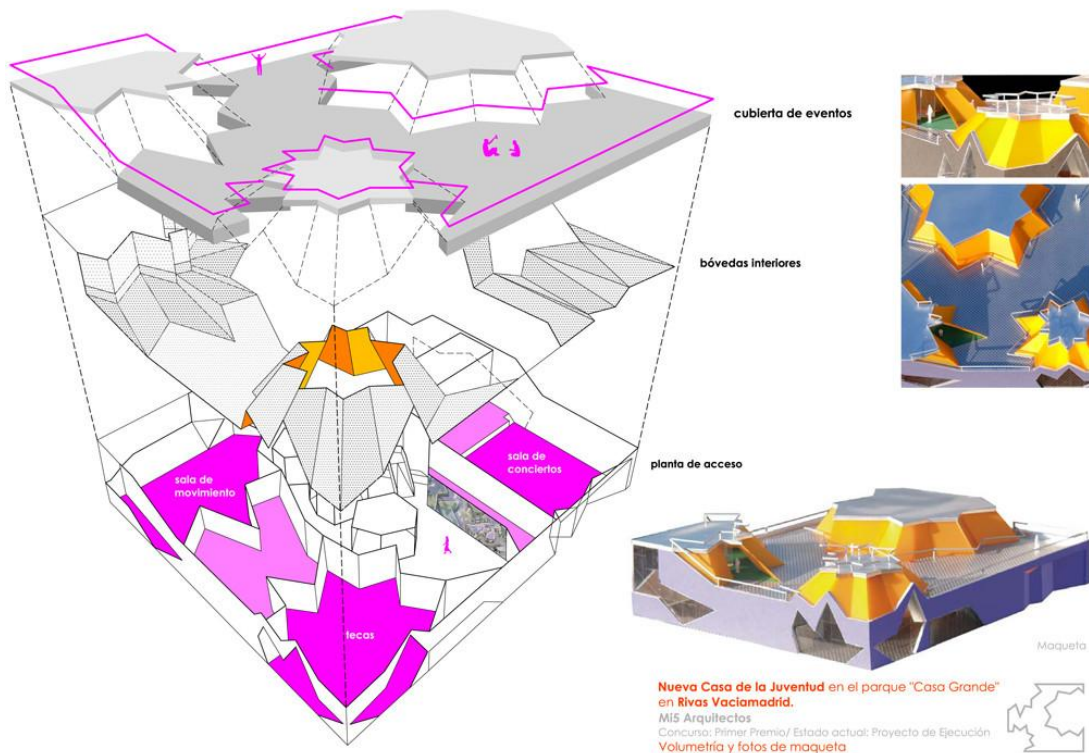 cubierta de eventos
bóvedas interiores
sala de
conciertos
planta de acceso
sala de
movimiento
tecas
Maqueta
Nueva Casa de la Juventud en el parque "Casa Grande"
en Rivas Vaciamadrid.
Mi5 Arquitectos
Concurso: Primer Premio/ Estado actual: Proyecto de Ejecución
Volumetría y fotos de maqueta